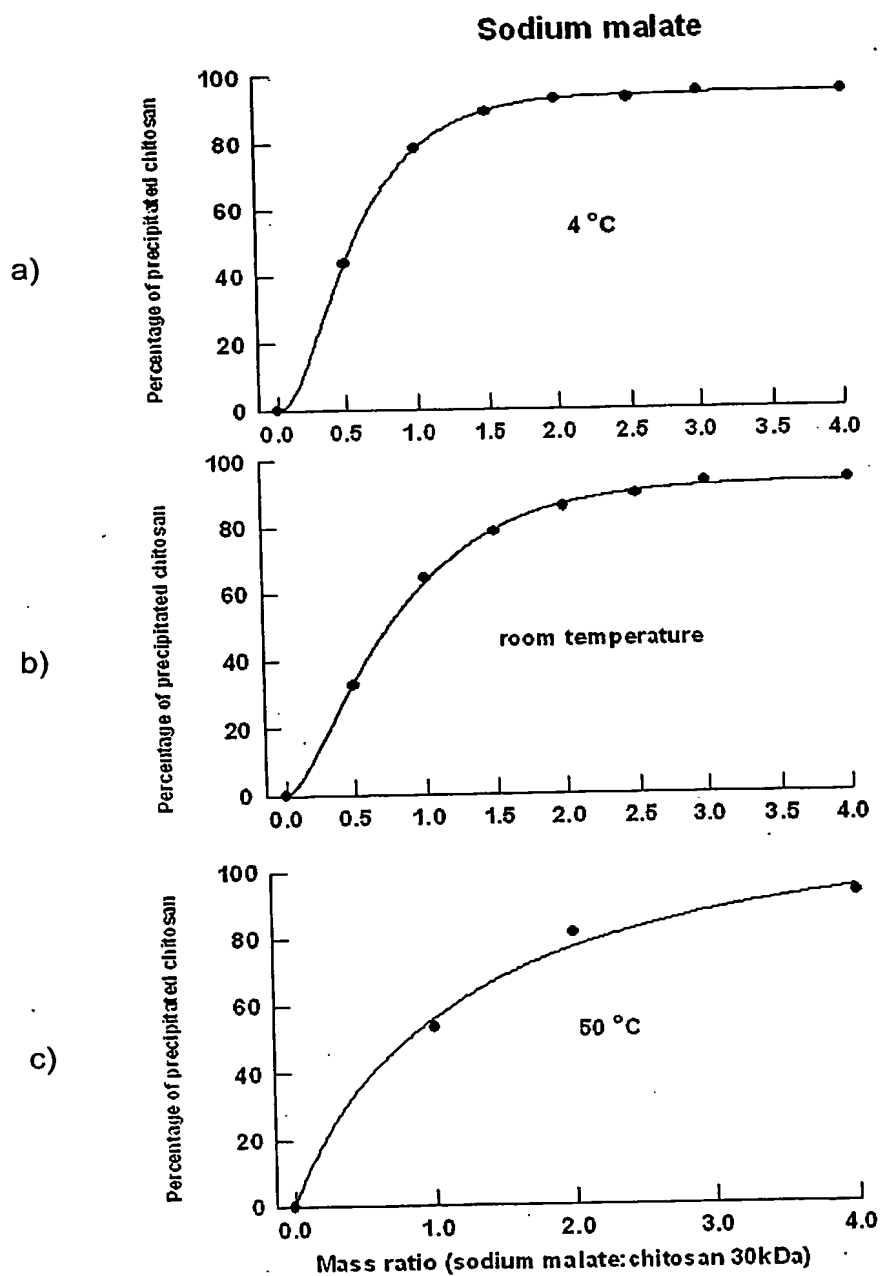 Sodium malate
a)
Percentage of precipitated chitosan
100
80
60
40
20
0
4 °C
0.0 0.5 1.0 1.5 2.0 2.5 3.0 3.5 4.0
b)
Percentage of precipitated chitosan
100
80
60
40
20
0
room temperature
0.0 0.5 1.0 1.5 2.0 2.5 3.0 3.5 4.0
c)
Percentage of precipitated chitosan
100
80
60
40
20
0
50 °C
0.0 1.0 2.0 3.0 4.0
Mass ratio (sodium malate:chitosan 30kDa)